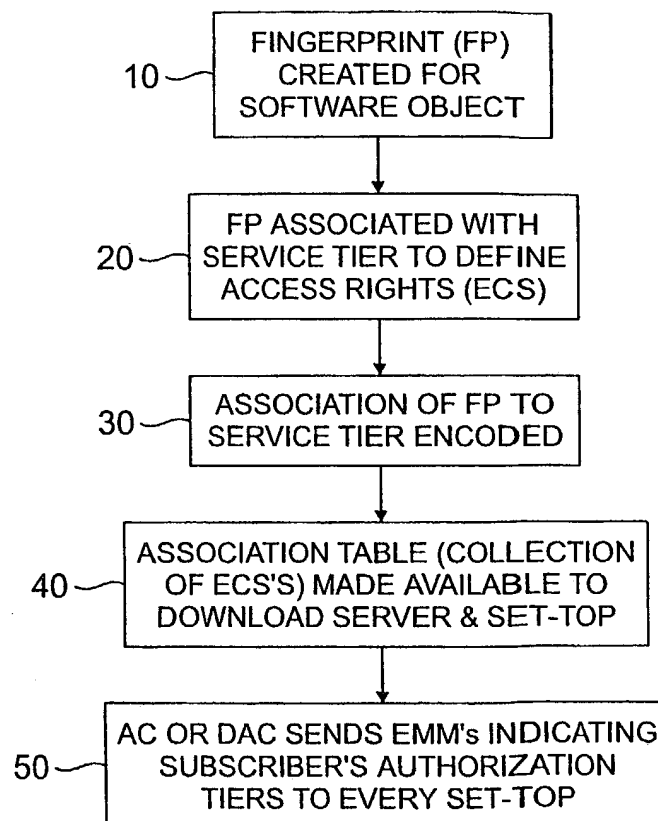 10
FINGERPRINT (FP)
CREATED FOR
SOFTWARE OBJECT
20
FP ASSOCIATED WITH
SERVICE TIER TO DEFINE
ACCESS RIGHTS (ECS)
30
ASSOCIATION OF FP TO
SERVICE TIER ENCODED
40
ASSOCIATION TABLE (COLLECTION
OF ECS'S) MADE AVAILABLE TO
DOWNLOAD SERVER & SET-TOP
50
AC OR DAC SENDS EMM's INDICATING
SUBSCRIBER'S AUTHORIZATION
TIERS TO EVERY SET-TOP